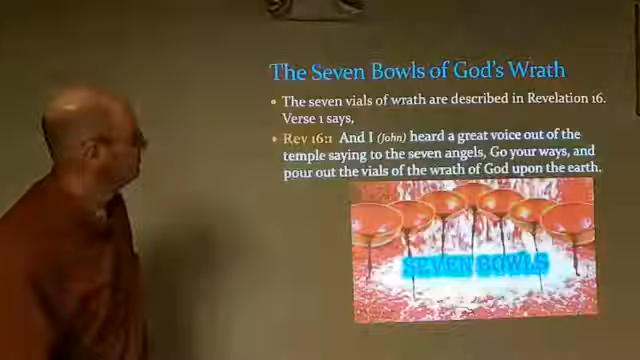 The Seven Bowls of God's Wrath
The seven vials of wrath are described in Revelation 16.
Verse 1 says,
Rev 16:1 And I (John) heard a great voice out of the
temple saying to the seven angels, Go your ways, and
pour out the vials of the wrath of God upon the earth.
SEVEN BOWLS